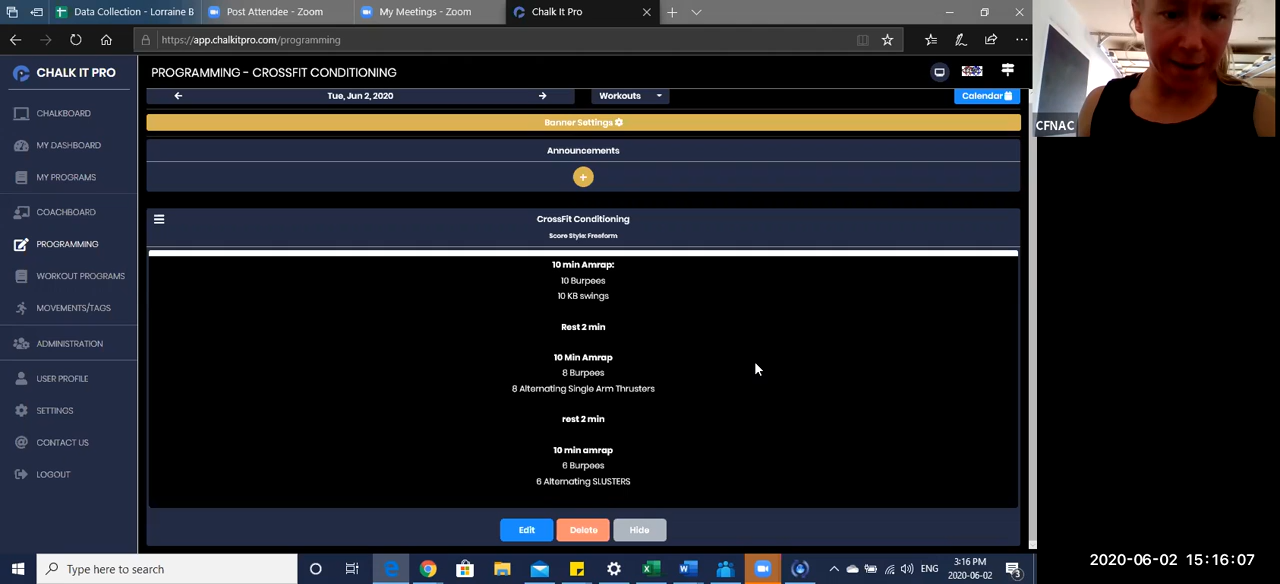 Data Collection - Lorraine B
Post Attendee - Zoom
My Meetings - Zoom
Chalk It Pro
https://app.chalkitpro.com/programming
CHALK IT PRO
PROGRAMMING - CROSSFIT CONDITIONING
Tue, Jun 2, 2020
Workouts
Calendar
Banner Settings
Announcements
CHALKBOARD
MY DASHBOARD
MY PROGRAMS
COACHBOARD
PROGRAMMING
WORKOUT PROGRAMS
MOVEMENTS/TAGS
ADMINISTRATION
USER PROFILE
SETTINGS
CONTACT US
LOGOUT
CrossFit Conditioning
Score Style: Freeform
10 min Amrap:
10 Burpees
10 KB swings
Rest 2 min
10 Min Amrap
8 Burpees
8 Alternating Single Arm Thrusters
rest 2 min
10 min amrap
6 Burpees
6 Alternating SLUSTERS
Edit
Delete
Hide
CFNAC
Type here to search
ENG
3:16 PM
2020-06-02
3
2020-06-02 15:16:07